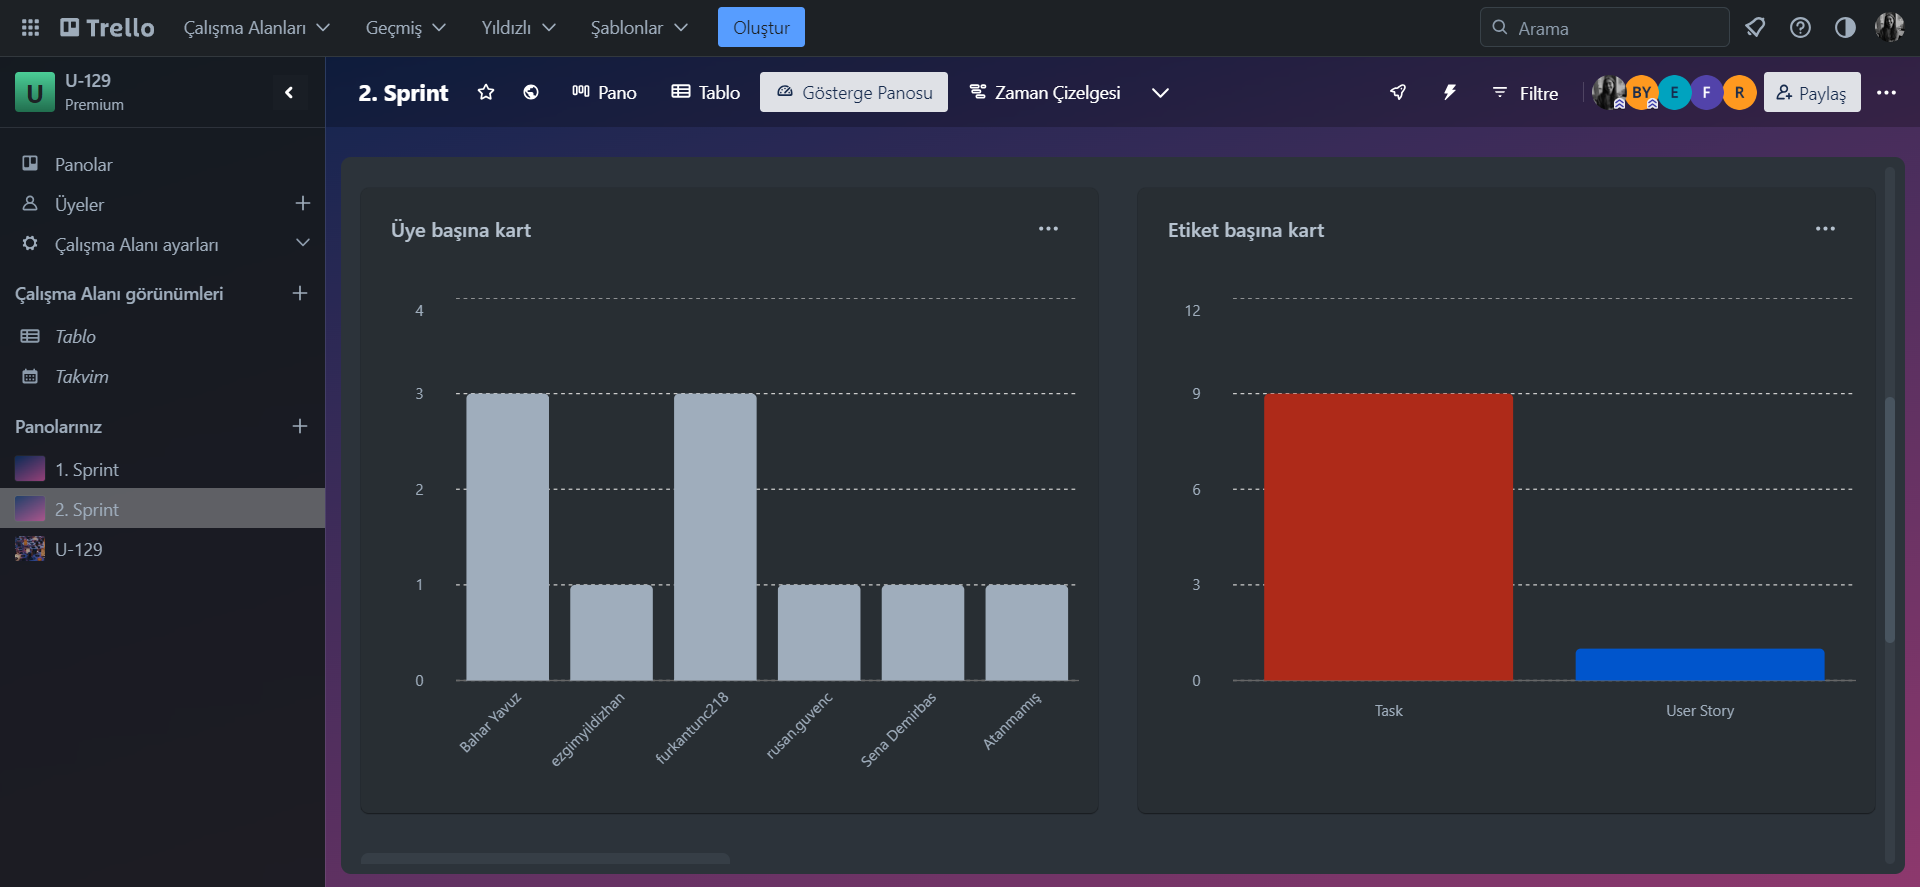 Trello
Çalışma Alanları
Geçmiş
Yıldızlı
Şablonlar
Oluştur
Arama
U
U-129
Premium
2. Sprint
Pano
Tablo
Gösterge Panosu
Zaman Çizelgesi
Filtre
BY
E
F
R
Paylaş
Panolar
Üyeler
Çalışma Alanı ayarları
Çalışma Alanı görünümleri
Tablo
Takvim
Panolarınız
1. Sprint
2. Sprint
U-129
Üye başına kart
4
3
2
1
0
Bahar Yavuz
ezgimyildizhan
furkantunc218
rusan.guvenc
Sena Demirbas
Atanmamış
Etiket başına kart
12
9
6
3
0
Task
User Story